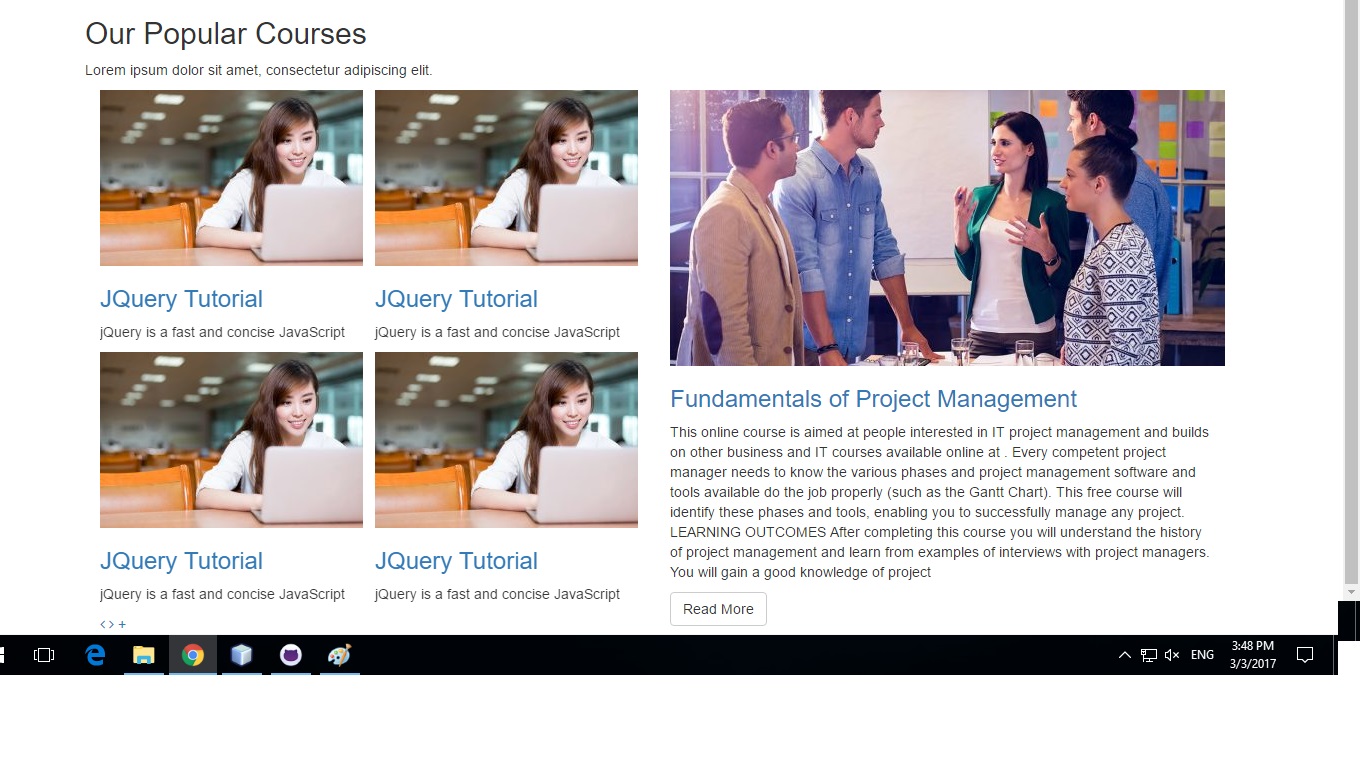 Our Popular Courses
Lorem ipsum dolor sit amet, consectetur adipiscing elit.
JQuery Tutorial
jQuery is a fast and concise JavaScript
JQuery Tutorial
jQuery is a fast and concise JavaScript
JQuery Tutorial
jQuery is a fast and concise JavaScript
JQuery Tutorial
jQuery is a fast and concise JavaScript
< > +
Fundamentals of Project Management
This online course is aimed at people interested in IT project management and builds
on other business and IT courses available online at . Every competent project
manager needs to know the various phases and project management software and
tools available do the job properly (such as the Gantt Chart). This free course will
identify these phases and tools, enabling you to successfully manage any project.
LEARNING OUTCOMES After completing this course you will understand the history
of project management and learn from examples of interviews with project managers.
You will gain a good knowledge of project
Read More
ENG
3:48 PM
3/3/2017